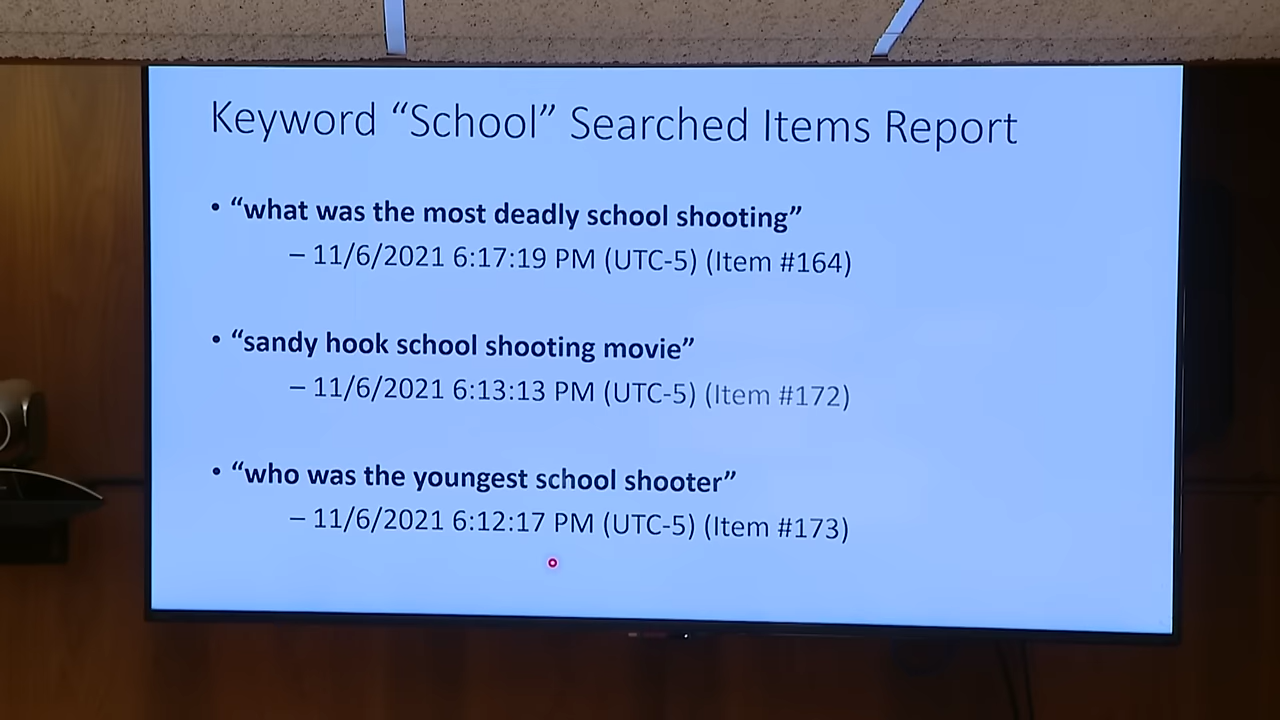 Keyword “School” Searched Items Report
• “what was the most deadly school shooting”
– 11/6/2021 6:17:19 PM (UTC-5) (Item #164)
• “sandy hook school shooting movie”
– 11/6/2021 6:13:13 PM (UTC-5) (Item #172)
• “who was the youngest school shooter”
– 11/6/2021 6:12:17 PM (UTC-5) (Item #173)